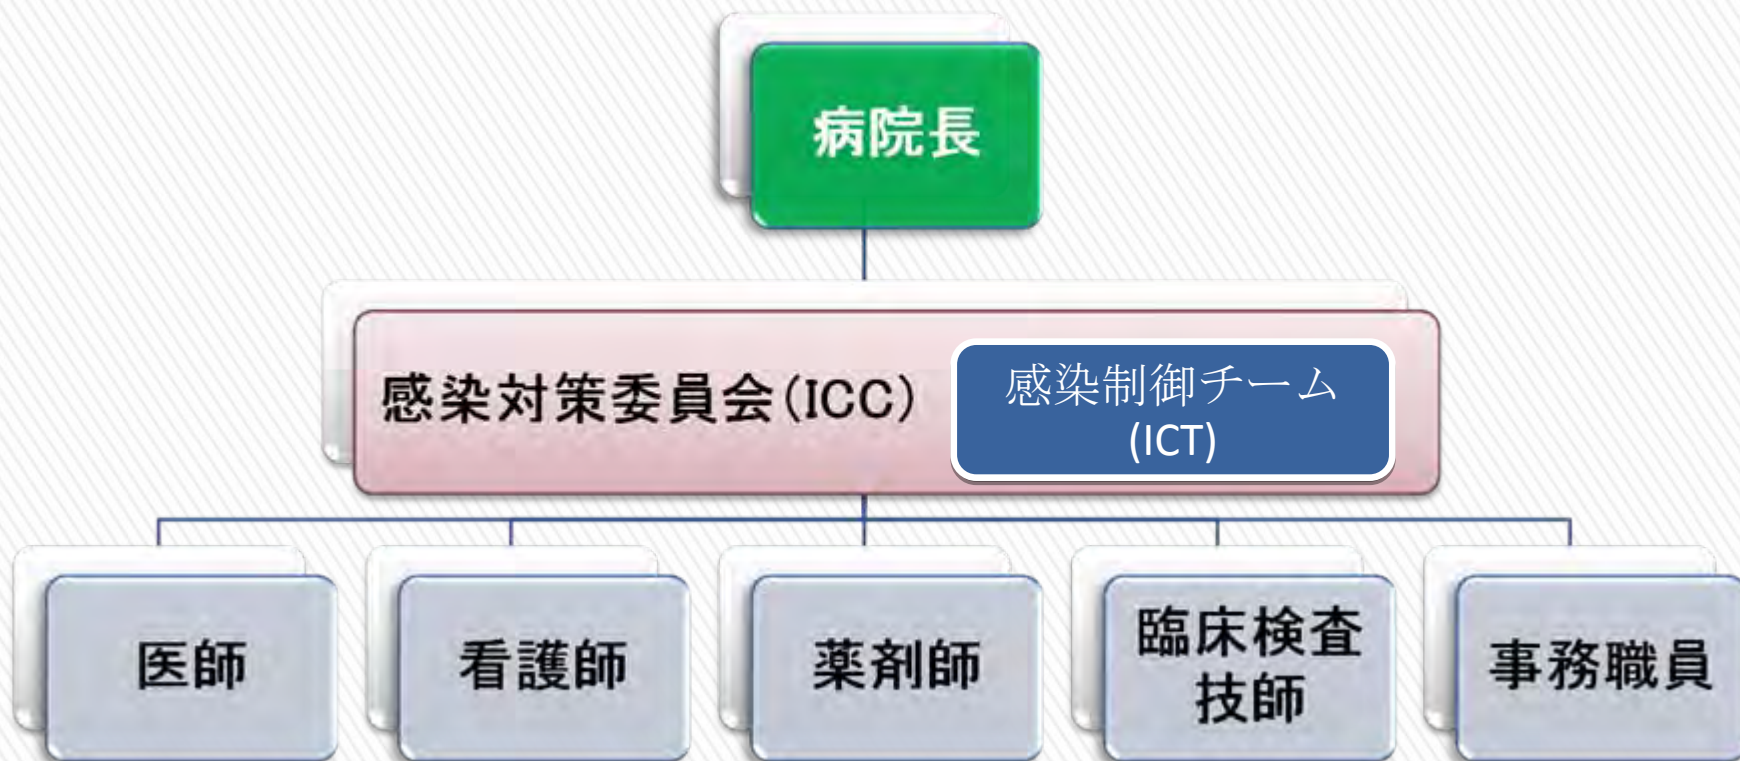 病院長
感染対策委員会(ICC)
感染制御チーム
(ICT)
医師
看護師
薬剤師
臨床検査
技師
事務職員